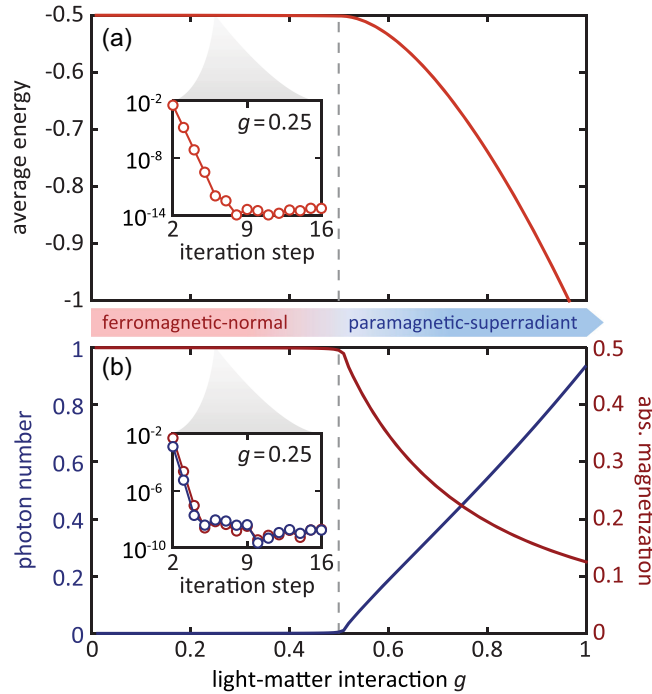 (a)
average energy
-0.5
-0.6
-0.7
-0.8
-0.9
-1
10⁻²
10⁻⁸
10⁻¹⁴
g = 0.25
2 9 16
iteration step
ferromagnetic-normal paramagnetic-superradiant
(b)
photon number
1
0.8
0.6
0.4
0.2
0
10⁻²
10⁻⁶
10⁻¹⁰
g = 0.25
2 9 16
iteration step
0.5
0.4
0.3
0.2
0.1
0
abs. magnetization
0 0.2 0.4 0.6 0.8 1
light-matter interaction g